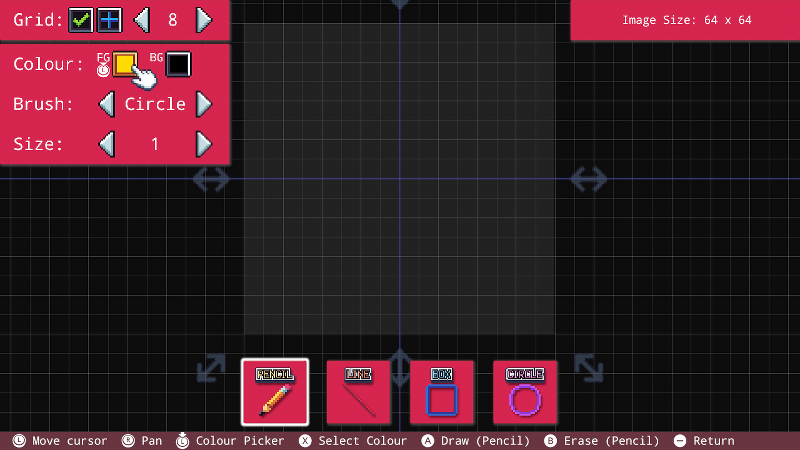 Grid: 8
Image Size: 64 x 64
Colour: FG L BG
Brush: Circle
Size: 1
PENCIL LINE BOX CIRCLE
L Move cursor R Pan L Colour Picker X Select Colour A Draw (Pencil) B Erase (Pencil) Return